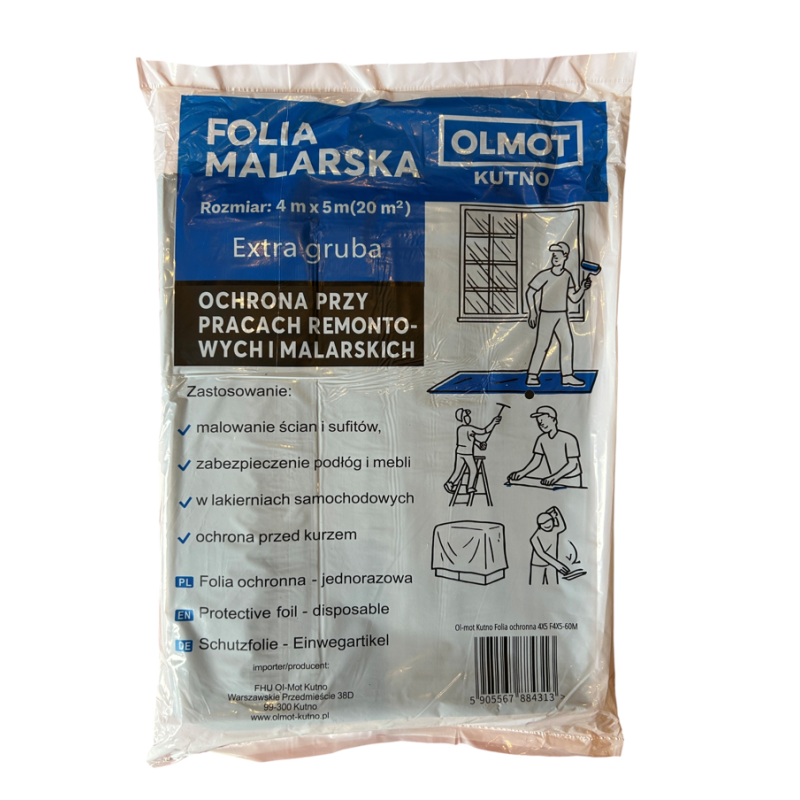 FOLIA
MALARSKA
OLMOT
KUTNO
Rozmiar: 4 m x 5m(20 m²)
Extra gruba
OCHRONA PRZY
PRACACH REMONTO-
WYCH I MALARSKICH
Zastosowanie:
malowanie ścian i sufitów,
zabezpieczenie podłóg i mebli
w lakierniach samochodowych
ochrona przed kurzem
PL Folia ochronna - jednorazowa
EN Protective foil - disposable
DE Schutzfolie - Einwegartikel
importer/producent:
FHU Ol-Mot Kutno
Warszawskie Przedmieście 38D
99-300 Kutno
www.olmot-kutno.pl
Ol-mot Kutno Folia ochronna 4X5 F4X5-60M
5 905567 884313 >